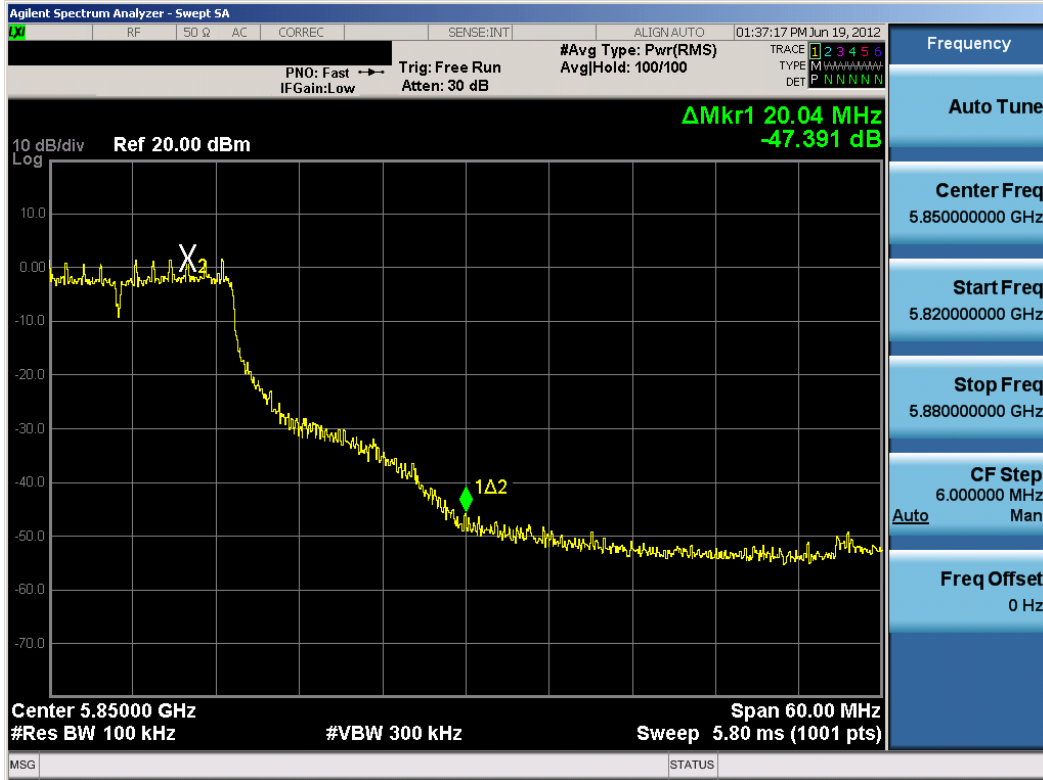 Agilent Spectrum Analyzer - Swept SA
LXI RF 50 Ω AC CORREC SENSE:INT ALIGN AUTO 01:37:17 PM Jun 19, 2012
PNO: Fast Trig: Free Run #Avg Type: Pwr(RMS) TRACE 1 2 3 4 5 6
IFGain:Low Atten: 30 dB Avg|Hold: 100/100 TYPE M WWWWW
DET P N N N N N
ΔMkr1 20.04 MHz
-47.391 dB
10 dB/div Ref 20.00 dBm
Log
10.0
0.00
-10.0
-20.0
-30.0
-40.0
-50.0
-60.0
-70.0
X2
1Δ2
Center 5.85000 GHz Span 60.00 MHz
#Res BW 100 kHz #VBW 300 kHz Sweep 5.80 ms (1001 pts)
MSG STATUS
Frequency
Auto Tune
Center Freq
5.850000000 GHz
Start Freq
5.820000000 GHz
Stop Freq
5.880000000 GHz
CF Step
6.000000 MHz
Auto Man
Freq Offset
0 Hz